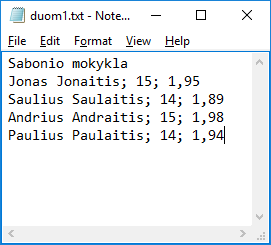 duom1.txt - Note...
File Edit Format View Help
Sabonio mokykla
Jonas Jonaitis; 15; 1,95
Saulius Saulaitis; 14; 1,89
Andrius Andraitis; 15; 1,98
Paulius Paulaitis; 14; 1,94